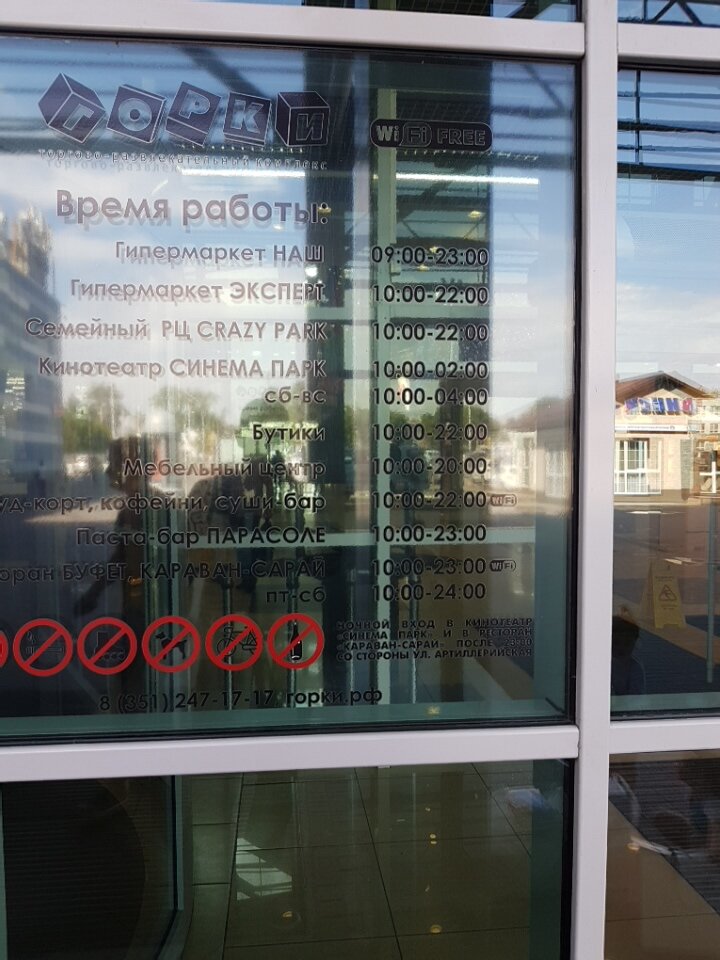 ГОРКИ
WiFi FREE
торгово-развлекательный комплекс
Время работы:
Гипермаркет НАШ 09:00-23:00
Гипермаркет ЭКСПЕРТ 10:00-22:00
Семейный РЦ CRAZY PARK 10:00-22:00
Кинотеатр СИНЕМА ПАРК 10:00-02:00
сб-вс 10:00-04:00
Бутики 10:00-22:00
Мебельный центр 10:00-20:00
уд-корт, кофейни, суши-бар 10:00-22:00 WiFi
Паста-бар ПАРАСОЛЕ 10:00-23:00
оран БУФЕТ, КАРАВАН-САРАЙ 10:00-23:00 WiFi
пт-сб 10:00-24:00
НОЧНОЙ ВХОД В КИНОТЕАТР
"СИНЕМА ПАРК" И В РЕСТОРАН
"КАРАВАН-САРАЙ" ПОСЛЕ 23:00
СО СТОРОНЫ УЛ. АРТИЛЛЕРИЙСКАЯ
8 (351) 247-17-17 горки.рф